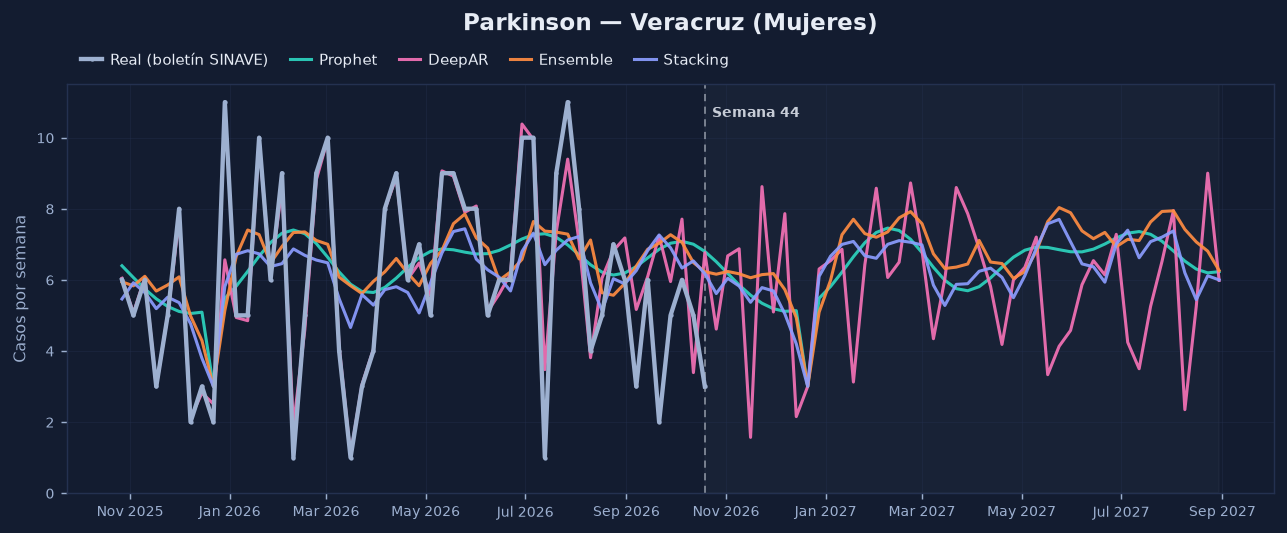 Parkinson — Veracruz (Mujeres)
Real (boletín SINAVE) Prophet DeepAR Ensemble Stacking
Semana 44
Casos por semana
10
8
6
4
2
0
Nov 2025 Jan 2026 Mar 2026 May 2026 Jul 2026 Sep 2026 Nov 2026 Jan 2027 Mar 2027 May 2027 Jul 2027 Sep 2027